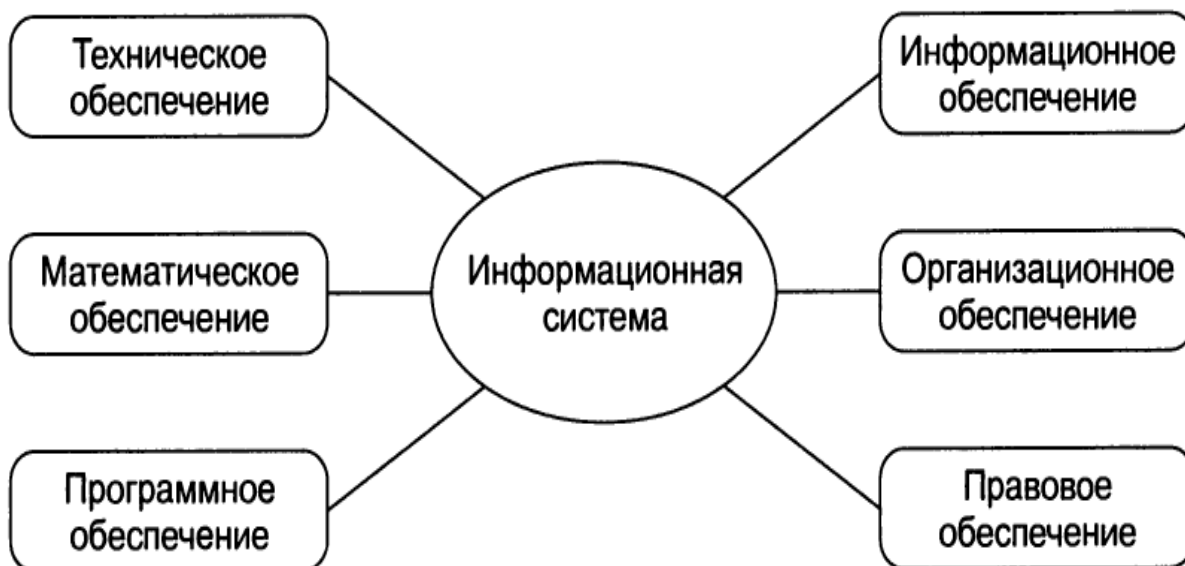 Техническое
обеспечение
Информационное
обеспечение
Математическое
обеспечение
Информационная
система
Организационное
обеспечение
Программное
обеспечение
Правовое
обеспечение